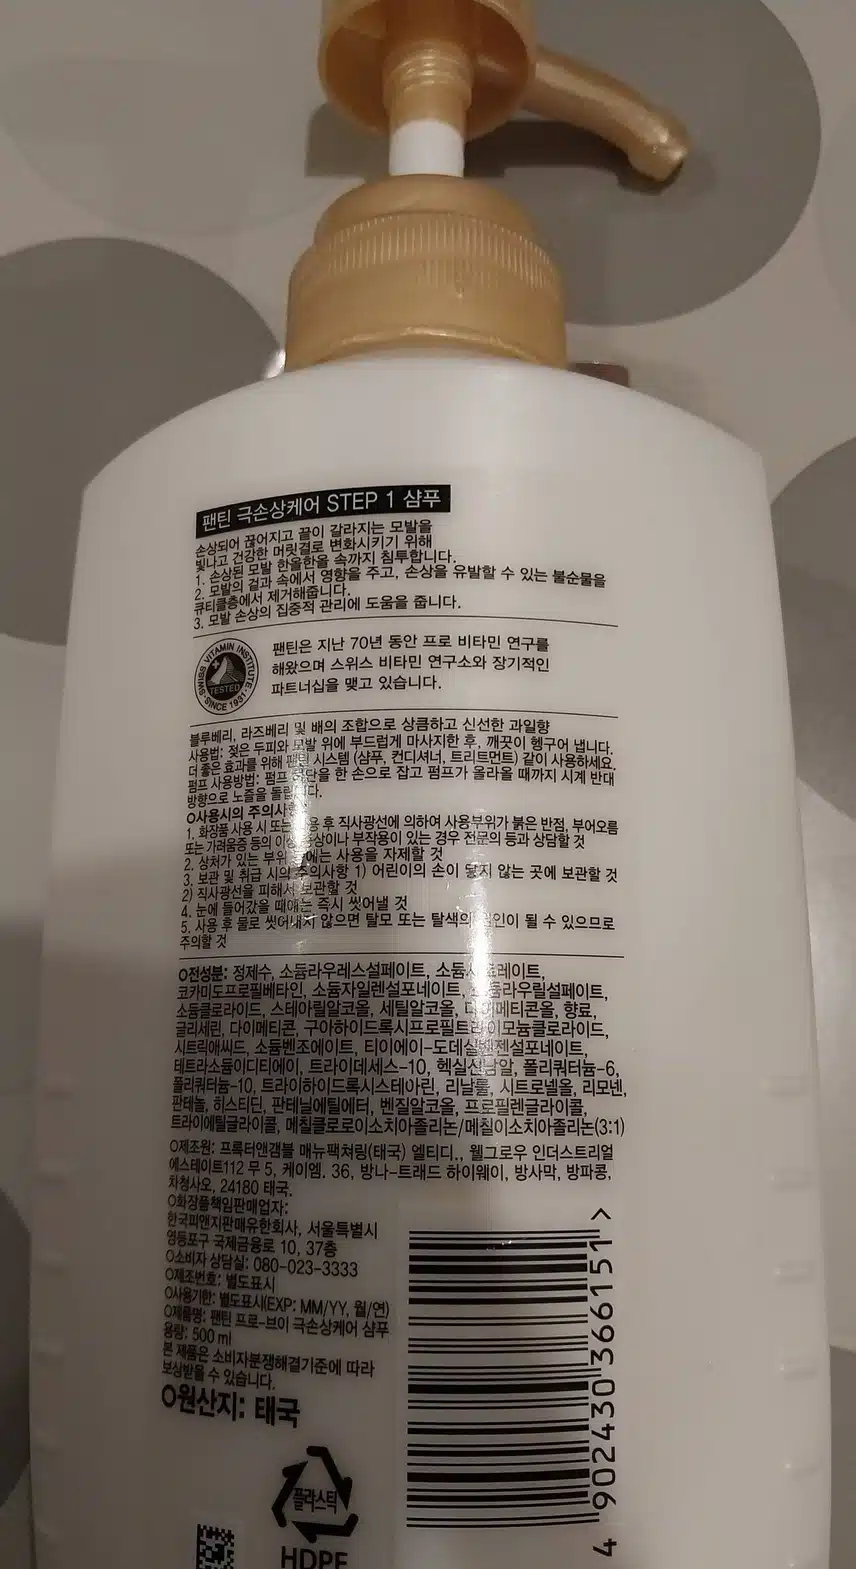 팬틴 극손상케어 STEP 1 샴푸
손상되어 끊어지고 끝이 갈라지는 모발을
빛나고 건강한 머릿결로 변화시키기 위해
1. 손상된 모발 한올한올 속까지 침투합니다.
2. 모발의 겉과 속에서 영향을 주고, 손상을 유발할 수 있는 불순물을
큐티클층에서 제거해줍니다.
3. 모발 손상의 집중적 관리에 도움을 줍니다.
SWISS VITAMIN INSTITUTE
TESTED
SINCE 1931
팬틴은 지난 70년 동안 프로 비타민 연구를
해왔으며 스위스 비타민 연구소와 장기적인
파트너십을 맺고 있습니다.
블루베리, 라즈베리 및 배의 조합으로 상큼하고 신선한 과일향
사용법: 젖은 두피와 모발 위에 부드럽게 마사지한 후, 깨끗이 헹구어 냅니다.
더 좋은 효과를 위해 팬틴 시스템 (샴푸, 컨디셔너, 트리트먼트) 같이 사용하세요.
펌프 사용방법: 펌프 을 한 손으로 잡고 펌프가 올라올 때까지 시계 반대
방향으로 노즐을 돌립니다.
O사용시의 주의사항
1. 화장품 사용 시 또는 사용 후 직사광선에 의하여 사용부위가 붉은 반점, 부어오름
또는 가려움증 등의 이상 증상이나 부작용이 있는 경우 전문의 등과 상담할 것
2. 상처가 있는 부위 에는 사용을 자제할 것
3. 보관 및 취급 시의 주의사항 1) 어린이의 손이 닿지 않는 곳에 보관할 것
2) 직사광선을 피해서 보관할 것
4. 눈에 들어갔을 때에는 즉시 씻어낼 것
5. 사용 후 물로 씻어내지 않으면 탈모 또는 탈색의 원인이 될 수 있으므로
주의할 것
O전성분: 정제수, 소듐라우레스설페이트, 소듐시트레이트,
코카미도프로필베타인, 소듐자일렌설포네이트, 소듐라우릴설페이트,
소듐클로라이드, 스테아릴알코올, 세틸알코올, 다이메티콘올, 향료,
글리세린, 다이메티콘, 구아하이드록시프로필트라이모늄클로라이드,
시트릭애씨드, 소듐벤조에이트, 티이에이-도데실벤젠설포네이트,
테트라소듐이디티에이, 트라이데세스-10, 헥실신남알, 폴리쿼터늄-6,
폴리쿼터늄-10, 트라이하이드록시스테아린, 리날룰, 시트로넬올, 리모넨,
판테놀, 히스티딘, 판테닐에틸에터, 벤질알코올, 프로필렌글라이콜,
트라이에틸글라이콜, 메칠클로로이소치아졸리논/메칠이소치아졸리논(3:1)
O제조원: 프록터앤갬블 매뉴팩쳐링(태국) 엘티디., 웰그로우 인더스트리얼
에스테이트112 무 5, 케이엠. 36, 방나-트래드 하이웨이, 방사막, 방파콩,
차청사오, 24180 태국.
O화장품책임판매업자:
한국피앤지판매유한회사, 서울특별시
영등포구 국제금융로 10, 37층
O소비자 상담실: 080-023-3333
O제조번호: 별도표시
O사용기한: 별도표시(EXP: MM/YY, 월/연)
O제품명: 팬틴 프로-브이 극손상케어 샴푸
용량: 500 ml
본 제품은 소비자분쟁해결기준에 따라
보상받을 수 있습니다.
O원산지: 태국
플라스틱
HDPE
4 902430 366151 >